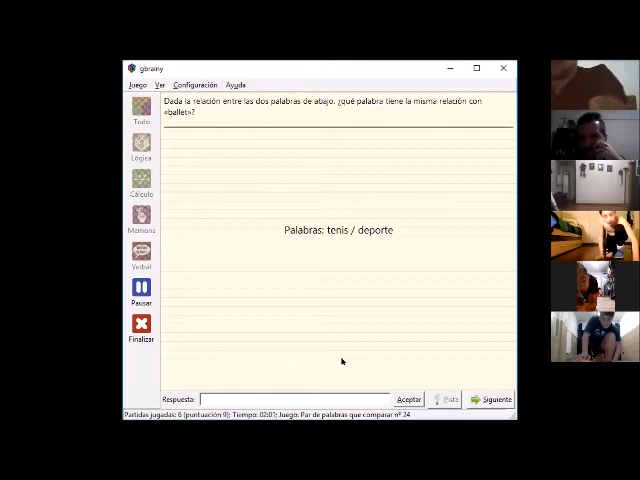 gbrainy
Juego Ver Configuración Ayuda
Dada la relación entre las dos palabras de abajo. ¿qué palabra tiene la misma relación con
«ballet»?
Todo
Lógica
Cálculo
Memoria
Verbal
Pausar
Finalizar
Palabras: tenis / deporte
Respuesta: Aceptar Pista Siguiente
Partidas jugadas: 6 (puntuación 9); Tiempo: 02:01; Juego: Par de palabras que comparar nº 24